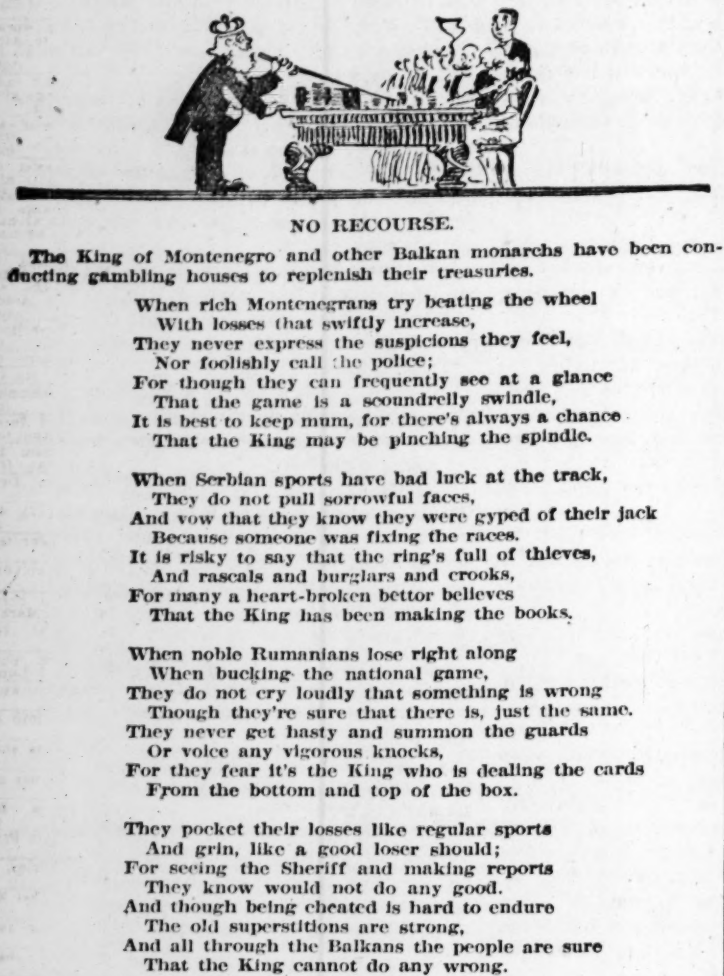 NO RECOURSE.
The King of Montenegro and other Balkan monarchs have been con-
ducting gambling houses to replenish their treasuries.
When rich Montenegrans try beating the wheel
With losses that swiftly increase,
They never express the suspicions they feel,
Nor foolishly call the police;
For though they can frequently see at a glance
That the game is a scoundrelly swindle,
It is best to keep mum, for there's always a chance
That the King may be pinching the spindle.
When Serbian sports have bad luck at the track,
They do not pull sorrowful faces,
And vow that they know they were gyped of their jack
Because someone was fixing the races.
It is risky to say that the ring's full of thieves,
And rascals and burglars and crooks,
For many a heart-broken bettor believes
That the King has been making the books.
When noble Rumanians lose right along
When bucking the national game,
They do not cry loudly that something is wrong
Though they're sure that there is, just the same.
They never get hasty and summon the guards
Or voice any vigorous knocks,
For they fear it's the King who is dealing the cards
From the bottom and top of the box.
They pocket their losses like regular sports
And grin, like a good loser should;
For seeing the Sheriff and making reports
They know would not do any good.
And though being cheated is hard to endure
The old superstitions are strong,
And all through the Balkans the people are sure
That the King cannot do any wrong.